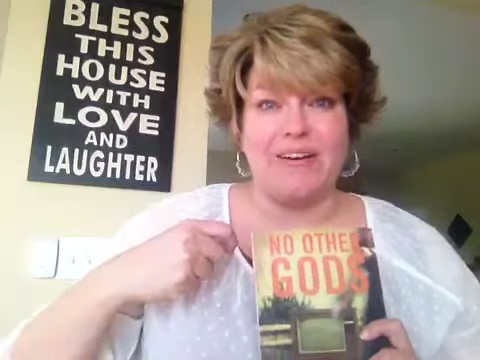 BLESS
THIS
HOUSE
WITH
LOVE
AND
LAUGHTER
NO OTHER
GODS